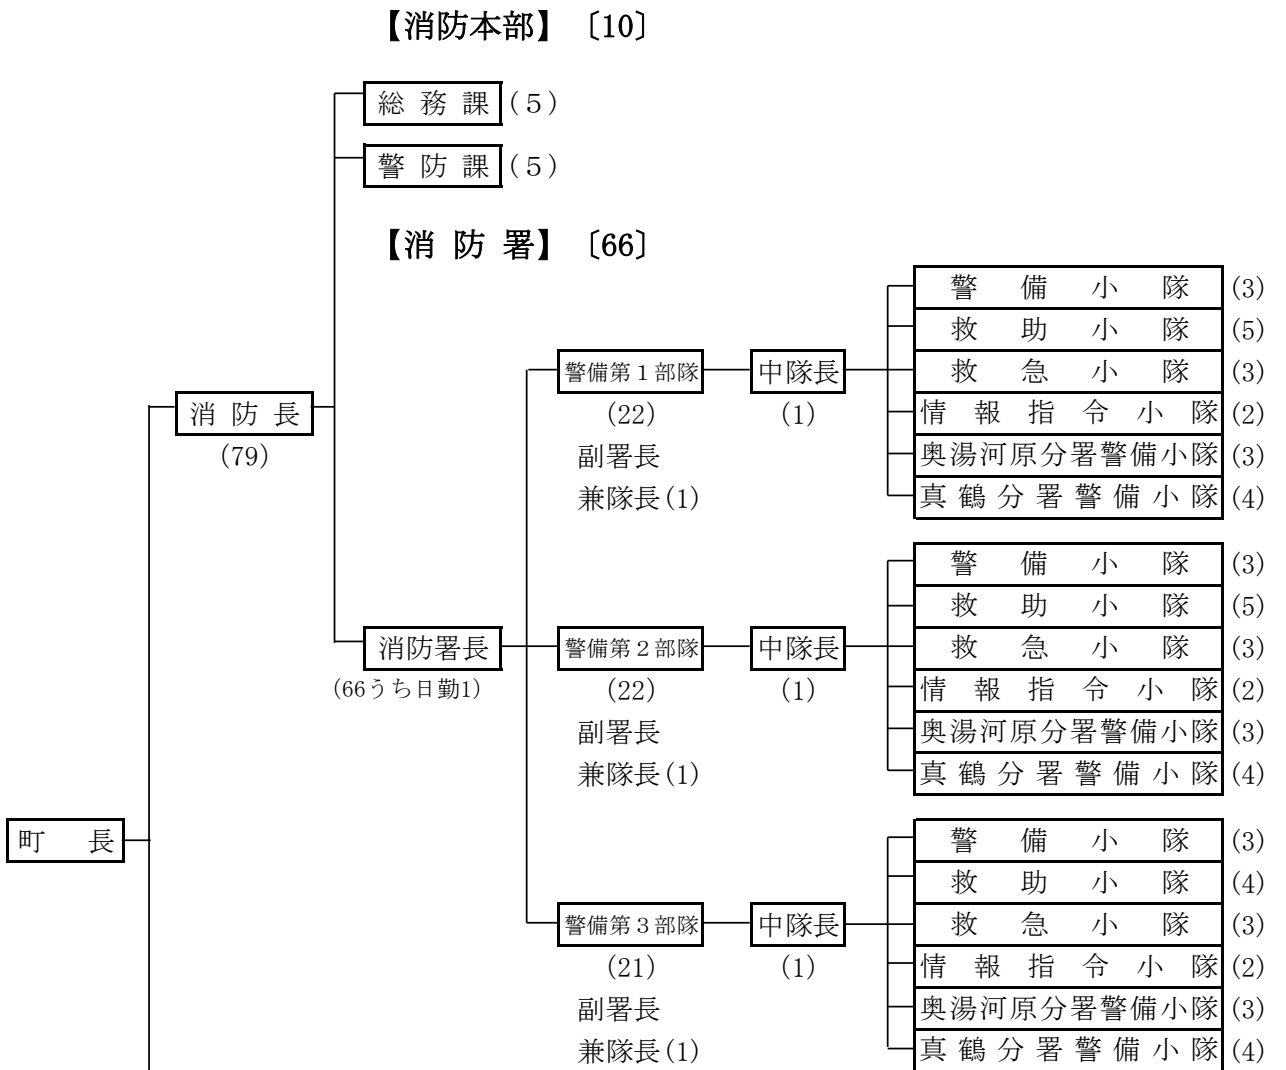 【消防本部】〔10〕
総務課(５)
警防課(５)
【消防署】〔66〕
町長
消防長
(79)
消防署長
(66うち日勤1)
警備第１部隊
(22)
副署長
兼隊長(1)
中隊長
(1)
警備小隊(3)
救助小隊(5)
救急小隊(3)
情報指令小隊(2)
奥湯河原分署警備小隊(3)
真鶴分署警備小隊(4)
警備第２部隊
(22)
副署長
兼隊長(1)
中隊長
(1)
警備小隊(3)
救助小隊(5)
救急小隊(3)
情報指令小隊(2)
奥湯河原分署警備小隊(3)
真鶴分署警備小隊(4)
警備第３部隊
(21)
副署長
兼隊長(1)
中隊長
(1)
警備小隊(3)
救助小隊(4)
救急小隊(3)
情報指令小隊(2)
奥湯河原分署警備小隊(3)
真鶴分署警備小隊(4)